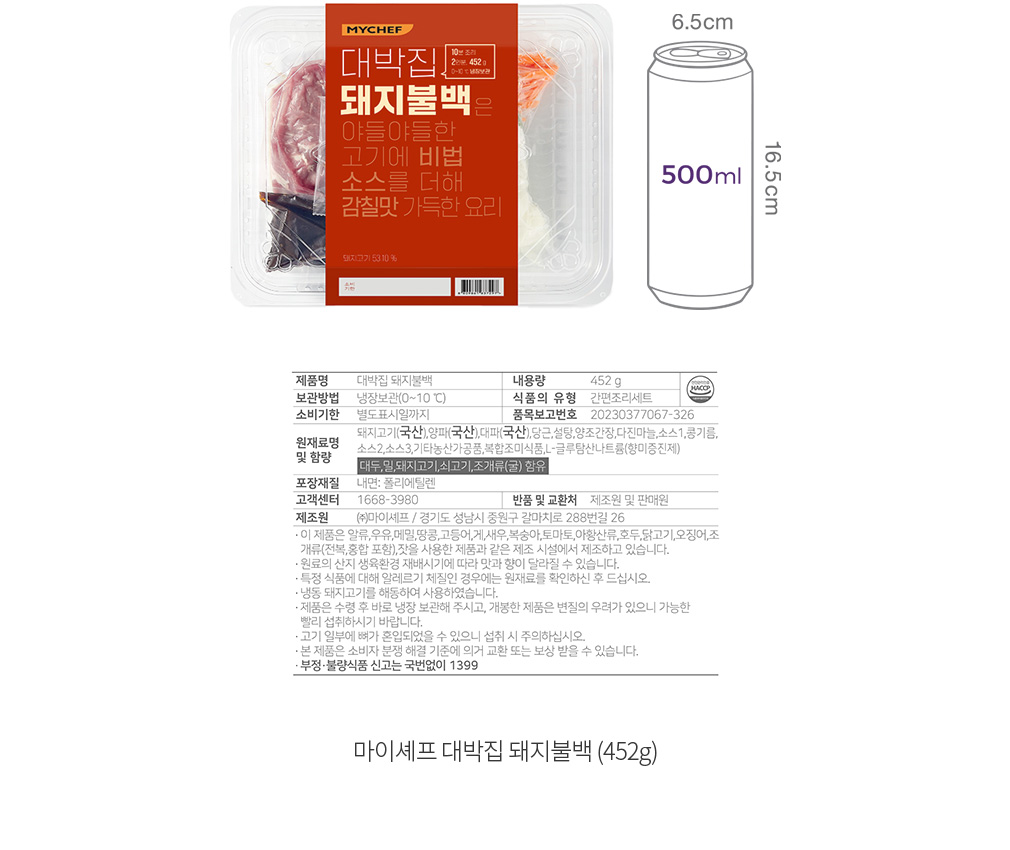 MYCHEF
대박집
10분 조리
2인분, 452 g
0~10 ℃ 냉장보관
돼지불백은
야들야들한
고기에 비법
소스를 더해
감칠맛 가득한 요리
돼지고기 53.10 %
소비
기한
6.5cm
500ml
16.5cm
제품명 대박집 돼지불백 내용량 452 g
HACCP
보관방법 냉장보관(0~10 ℃) 식품의 유형 간편조리세트
소비기한 별도표시일까지 품목보고번호 20230377067-326
원재료명 및 함량
돼지고기(국산),양파(국산),대파(국산),당근,설탕,양조간장,다진마늘,소스1,콩기름,
소스2,소스3,기타농산가공품,복합조미식품,L-글루탐산나트륨(향미증진제)
대두,밀,돼지고기,쇠고기,조개류(굴) 함유
포장재질 내면: 폴리에틸렌
고객센터 1668-3980 반품 및 교환처 제조원 및 판매원
제조원 ㈜마이셰프 / 경기도 성남시 중원구 갈마치로 288번길 26
· 이 제품은 알류,우유,메밀,땅콩,고등어,게,새우,복숭아,토마토,아황산류,호두,닭고기,오징어,조
개류(전복,홍합 포함),잣을 사용한 제품과 같은 제조 시설에서 제조하고 있습니다.
· 원료의 산지 생육환경 재배시기에 따라 맛과 향이 달라질 수 있습니다.
· 특정 식품에 대해 알레르기 체질인 경우에는 원재료를 확인하신 후 드십시오.
· 냉동 돼지고기를 해동하여 사용하였습니다.
· 제품은 수령 후 바로 냉장 보관해 주시고, 개봉한 제품은 변질의 우려가 있으니 가능한
빨리 섭취하시기 바랍니다.
· 고기 일부에 뼈가 혼입되었을 수 있으니 섭취 시 주의하십시오.
· 본 제품은 소비자 분쟁 해결 기준에 의거 교환 또는 보상 받을 수 있습니다.
· 부정·불량식품 신고는 국번없이 1399
마이셰프 대박집 돼지불백 (452g)